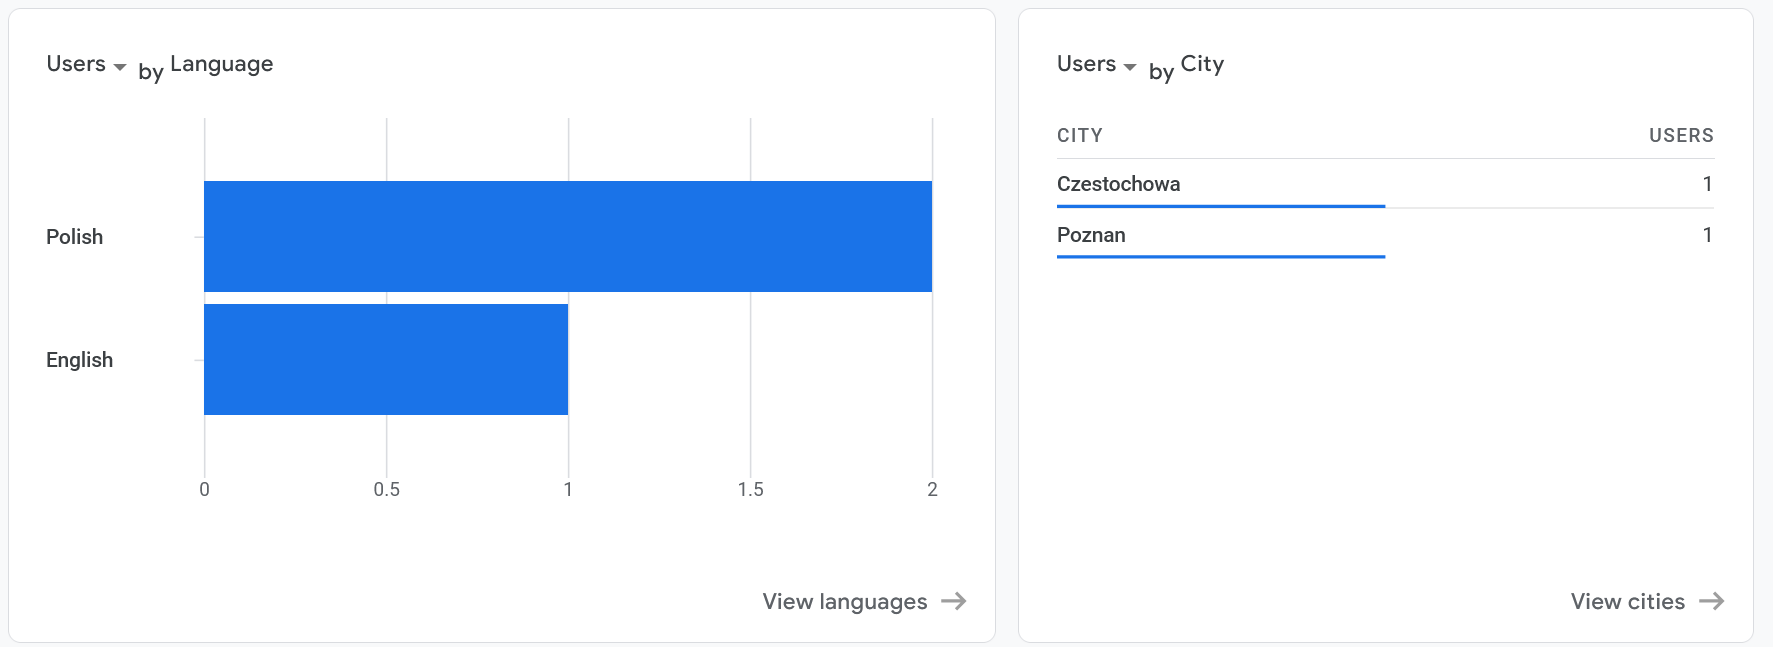 Users by Language
Polish
English
0 0.5 1 1.5 2
View languages
Users by City
CITY USERS
Czestochowa 1
Poznan 1
View cities